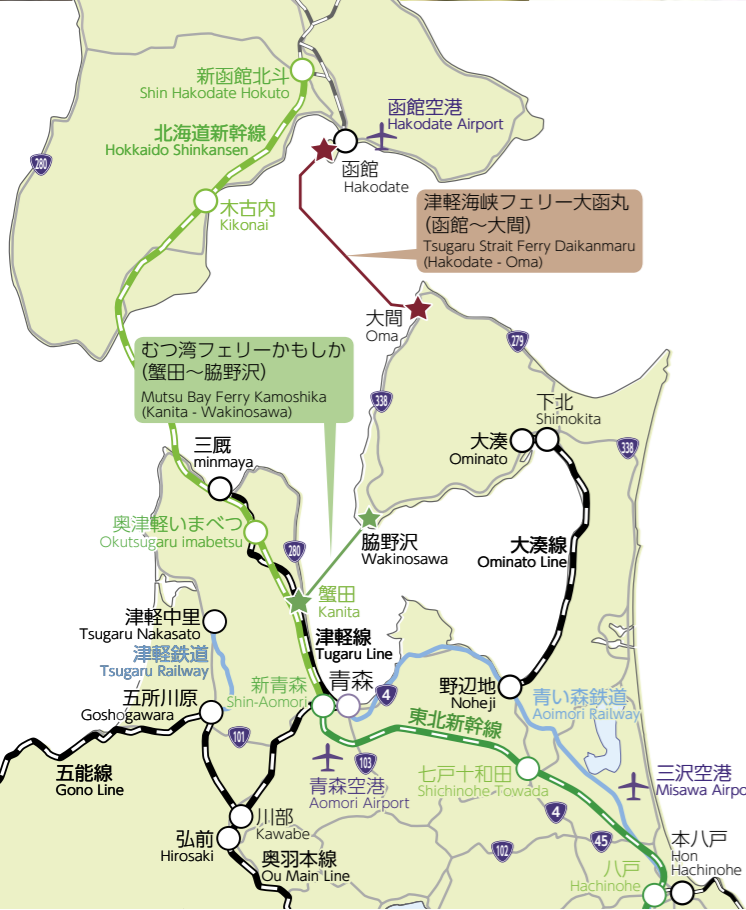 新函館北斗
Shin Hakodate Hokuto
函館空港
Hakodate Airport
北海道新幹線
Hokkaido Shinkansen
280
函館
Hakodate
木古内
Kikonai
津軽海峡フェリー大函丸
(函館～大間)
Tsugaru Strait Ferry Daikanmaru
(Hakodate - Oma)
大間
Oma
279
むつ湾フェリーかもしか
(蟹田～脇野沢)
Mutsu Bay Ferry Kamoshika
(Kanita - Wakinosawa)
338
下北
Shimokita
大湊
Ominato
338
三厩
minmaya
奥津軽いまべつ
Okutsugaru imabetsu
280
脇野沢
Wakinosawa
大湊線
Ominato Line
蟹田
Kanita
津軽中里
Tsugaru Nakasato
津軽線
Tugaru Line
津軽鉄道
Tsugaru Railway
新青森
Shin-Aomori
青森
4
野辺地
Noheji
青い森鉄道
Aoimori Railway
五所川原
Goshogawara
101
東北新幹線
103
五能線
Gono Line
青森空港
Aomori Airport
七戸十和田
Shichinohe Towada
三沢空港
Misawa Airpo
川部
Kawabe
4
45
弘前
Hirosaki
102
本八戸
Hon
Hachinohe
奥羽本線
Ou Main Line
八戸
Hachinohe